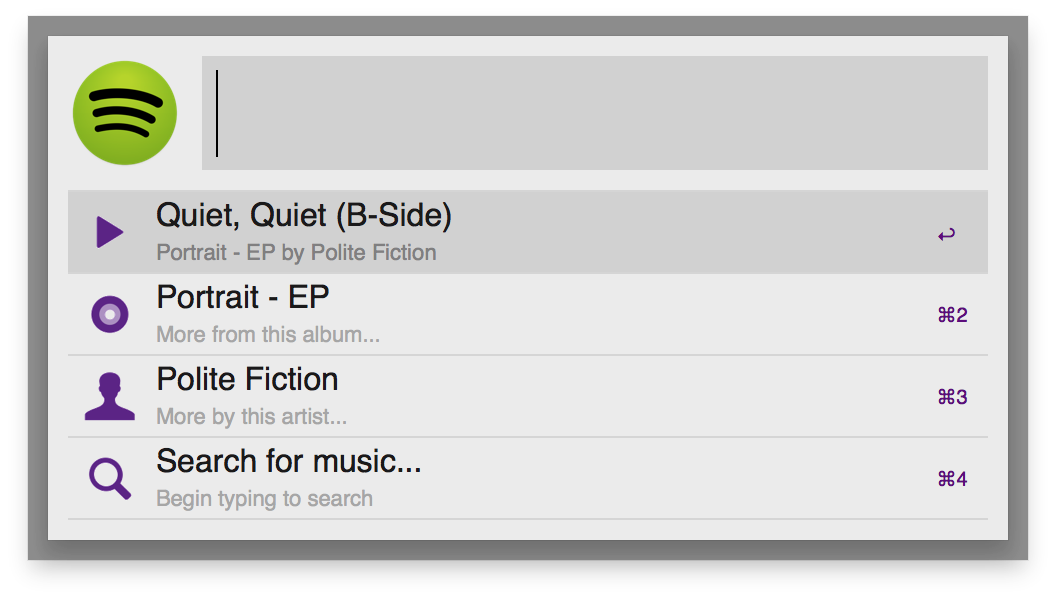 Quiet, Quiet (B-Side)
Portrait - EP by Polite Fiction
↩
Portrait - EP
More from this album...
⌘2
Polite Fiction
More by this artist...
⌘3
Search for music...
Begin typing to search
⌘4